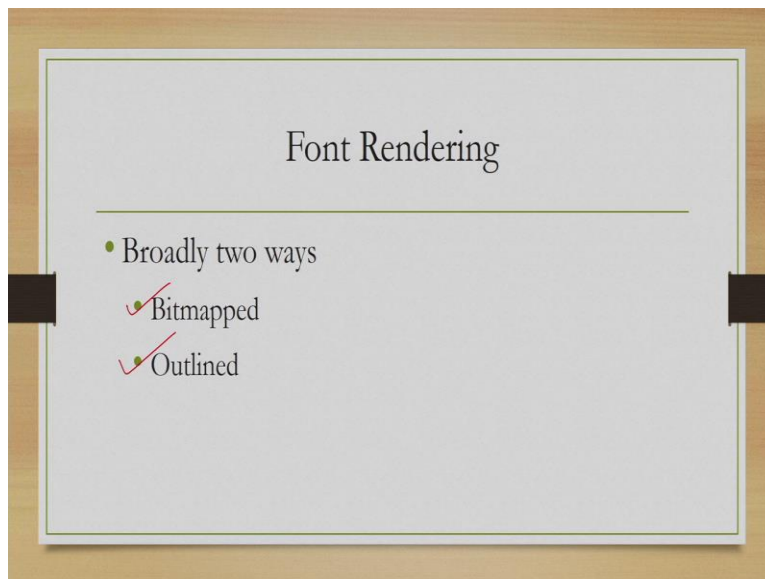 Font Rendering
• Broadly two ways
• Bitmapped
• Outlined